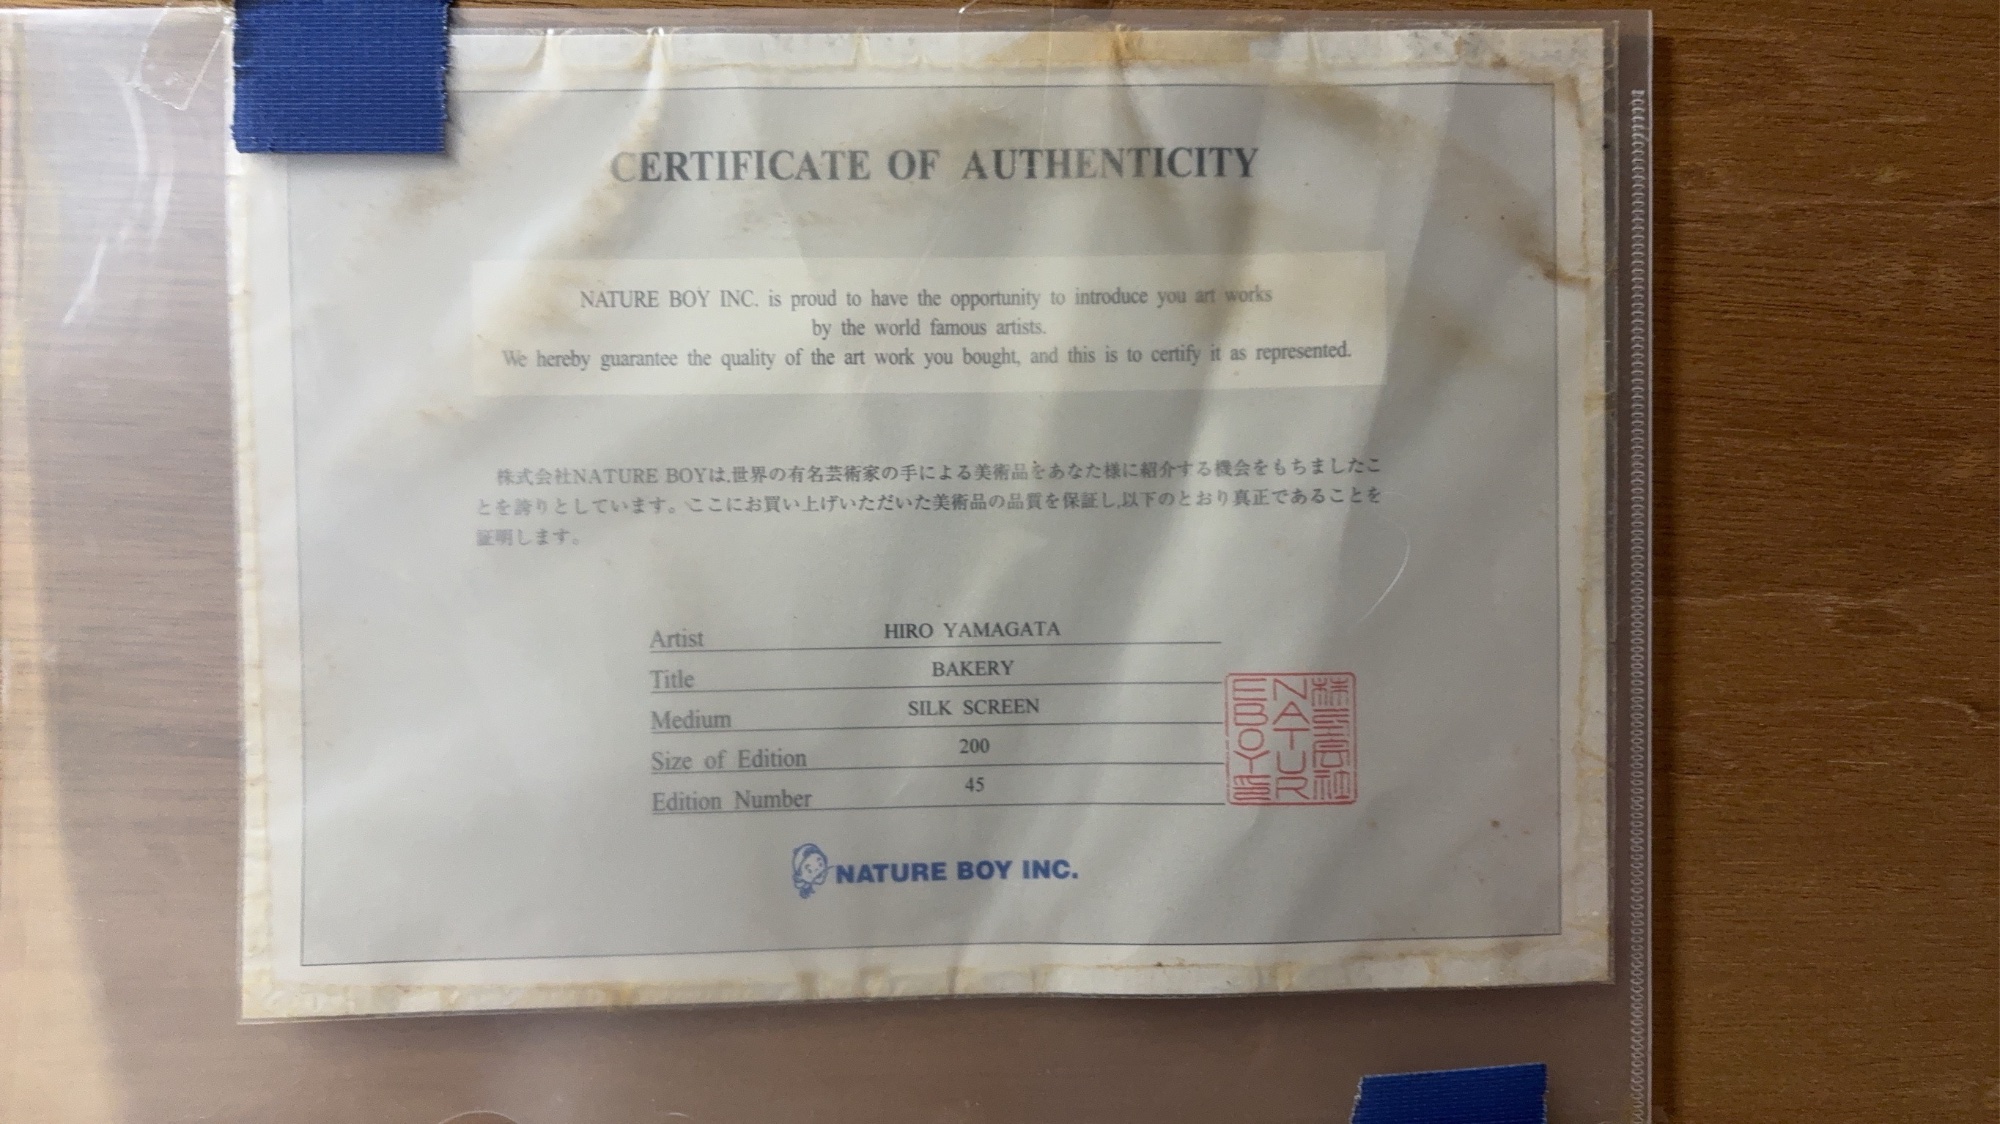 CERTIFICATE OF AUTHENTICITY
NATURE BOY INC. is proud to have the opportunity to introduce you art works
by the world famous artists.
We hereby guarantee the quality of the art work you bought, and this is to certify it as represented.
株式会社NATURE BOYは,世界の有名芸術家の手による美術品をあなた様に紹介する機会をもちましたこ
とを誇りとしています。ここにお買い上げいただいた美術品の品質を保証し,以下のとおり真正であることを
証明します。
Artist HIRO YAMAGATA
Title BAKERY
Medium SILK SCREEN
Size of Edition 200
Edition Number 45
株式会社
NATUR
EBOY
NATURE BOY INC.